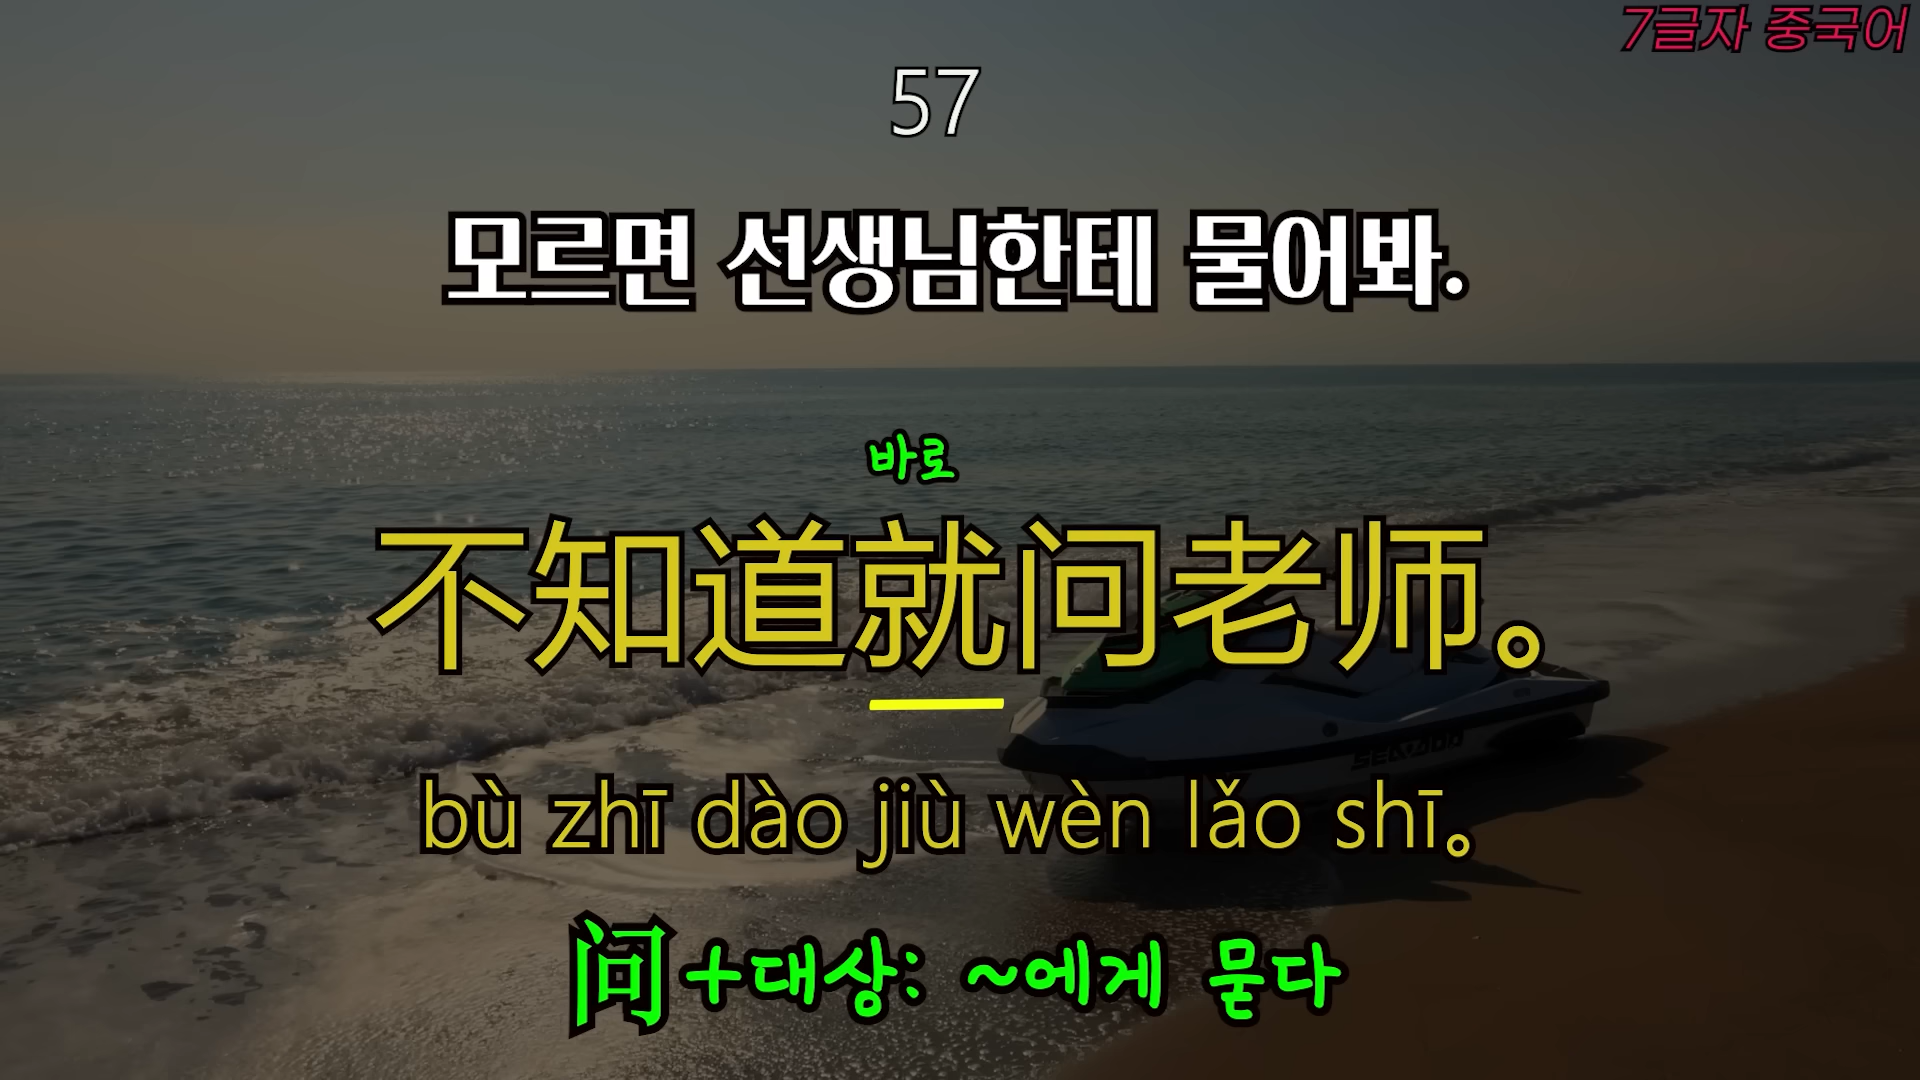 7글자 중국어
57
모르면 선생님한테 물어봐.
바로
不知道就问老师。
bù zhī dào jiù wèn lǎo shī。
问+대상: ~에게 묻다